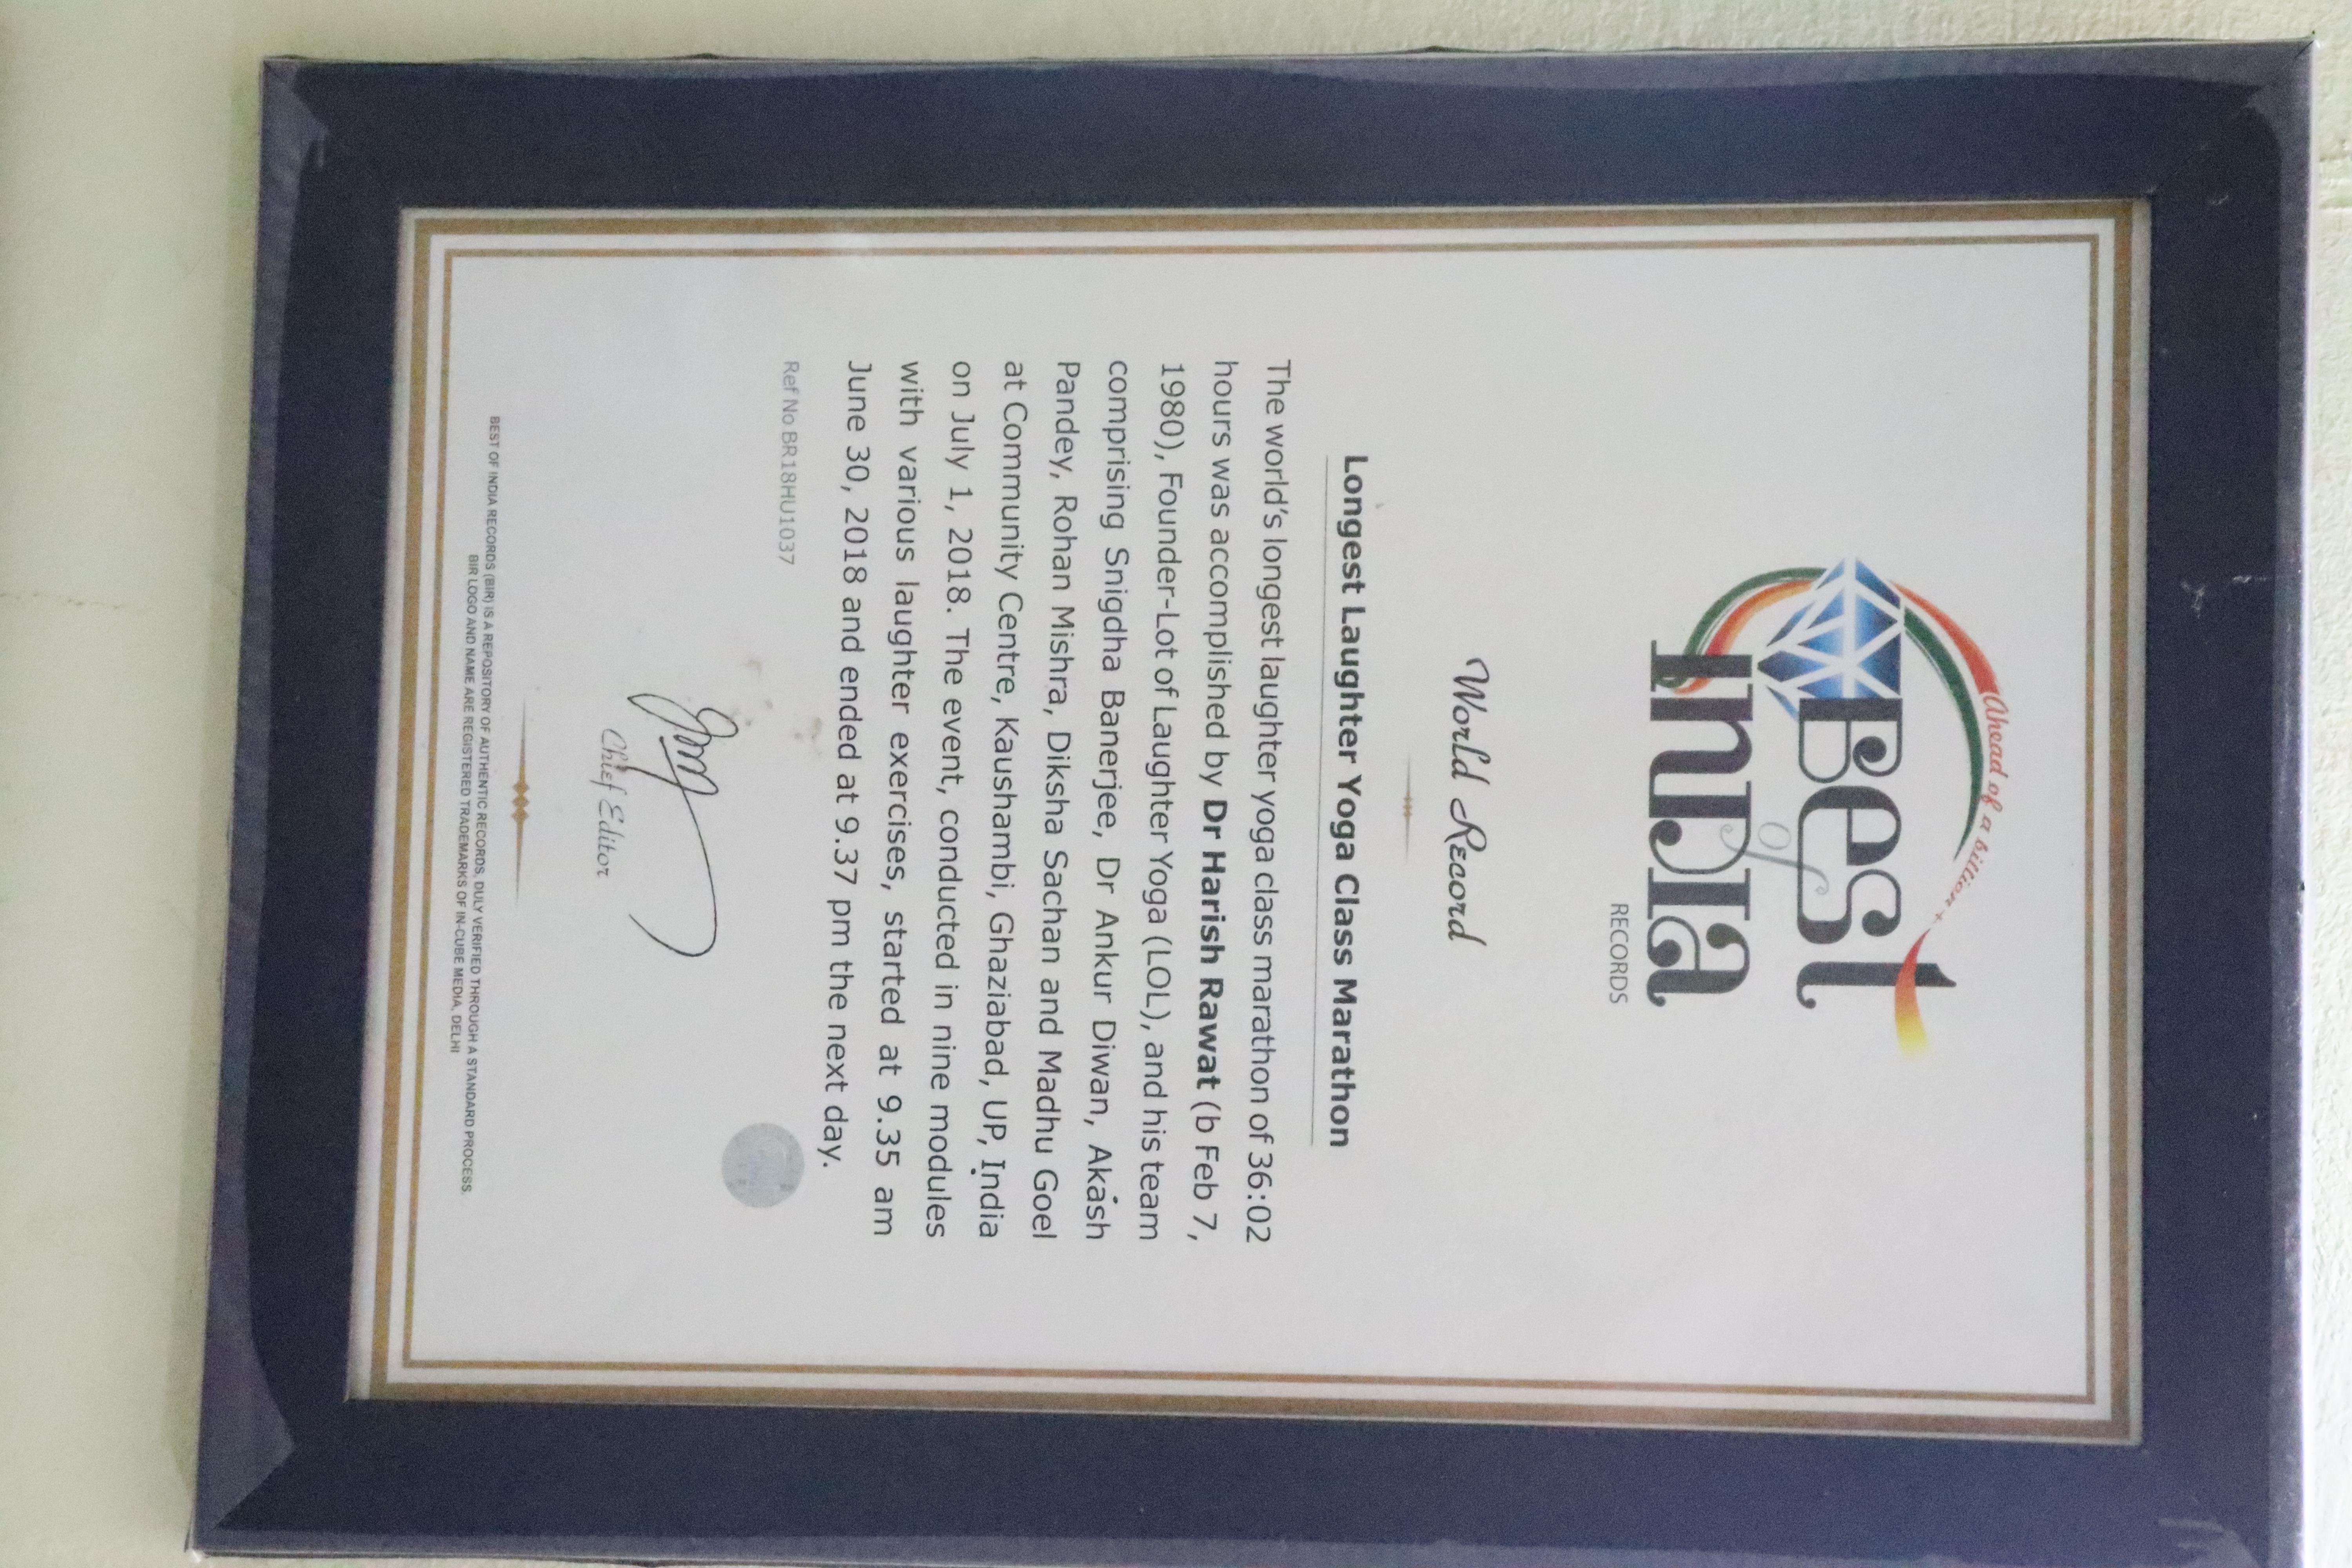 Ahead of a billion+
Best
of
INDIA
RECORDS
World Record
Longest Laughter Yoga Class Marathon
The world's longest laughter yoga class marathon of 36:02
hours was accomplished by Dr Harish Rawat (b Feb 7,
1980), Founder-Lot of Laughter Yoga (LOL), and his team
comprising Snigdha Banerjee, Dr Ankur Diwan, Akash
Pandey, Rohan Mishra, Diksha Sachan and Madhu Goel
at Community Centre, Kaushambi, Ghaziabad, UP, India
on July 1, 2018. The event, conducted in nine modules
with various laughter exercises, started at 9.35 am
June 30, 2018 and ended at 9.37 pm the next day.
Ref No BR18HU1037
Chief Editor
BEST OF INDIA RECORDS (BIR) IS A REPOSITORY OF AUTHENTIC RECORDS, DULY VERIFIED THROUGH A STANDARD PROCESS.
BIR LOGO AND NAME ARE REGISTERED TRADEMARKS OF IN-CUBE MEDIA, DELHI